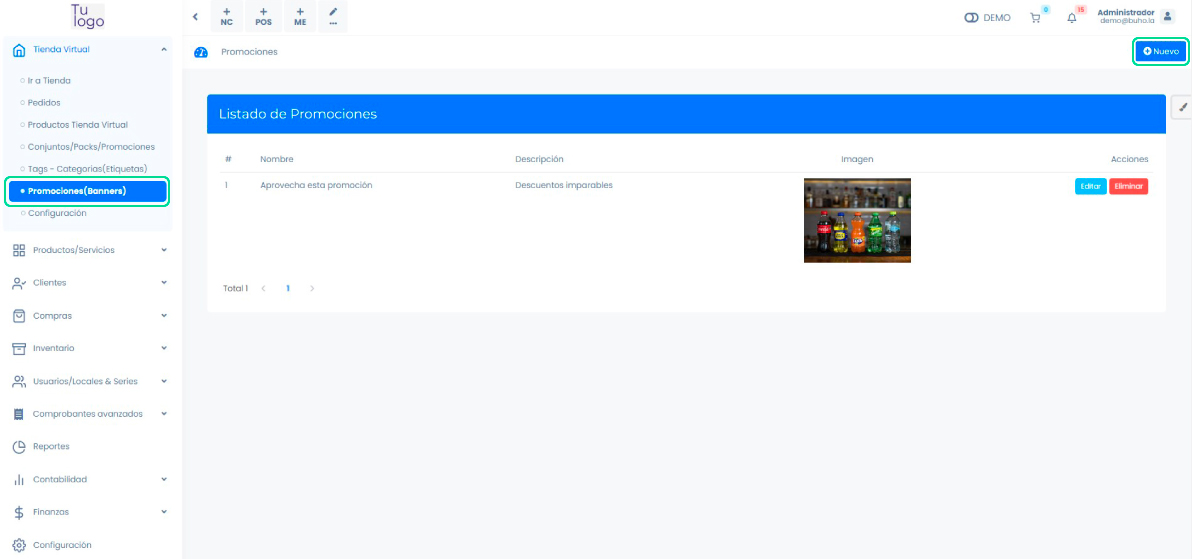 Tu
logo
NC
POS
ME
...
DEMO
0
15
Administrador
demo@buho.la
Tienda Virtual
Ir a Tienda
Pedidos
Productos Tienda Virtual
Conjuntos/Packs/Promociones
Tags - Categorias(Etiquetas)
Promociones(Banners)
Configuración
Productos/Servicios
Clientes
Compras
Inventario
Usuarios/Locales & Series
Comprobantes avanzados
Reportes
Contabilidad
Finanzas
Configuración
Promociones
Nuevo
Listado de Promociones
# Nombre Descripción Imagen Acciones
1 Aprovecha esta promoción Descuentos imparables Editar Eliminar
Total 1 < 1 >